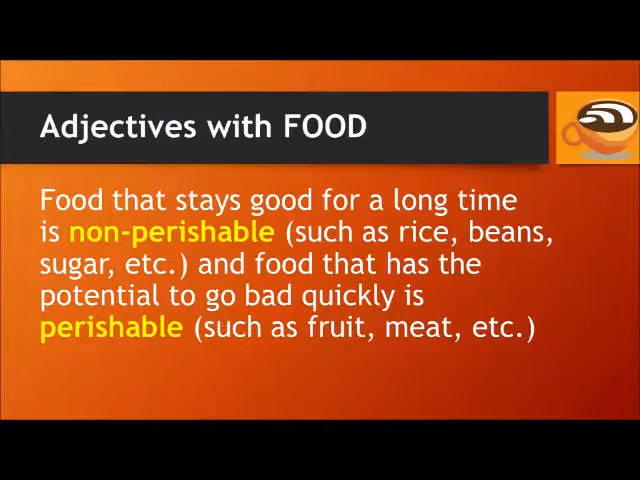 Adjectives with FOOD
Food that stays good for a long time
is non-perishable (such as rice, beans,
sugar, etc.) and food that has the
potential to go bad quickly is
perishable (such as fruit, meat, etc.)